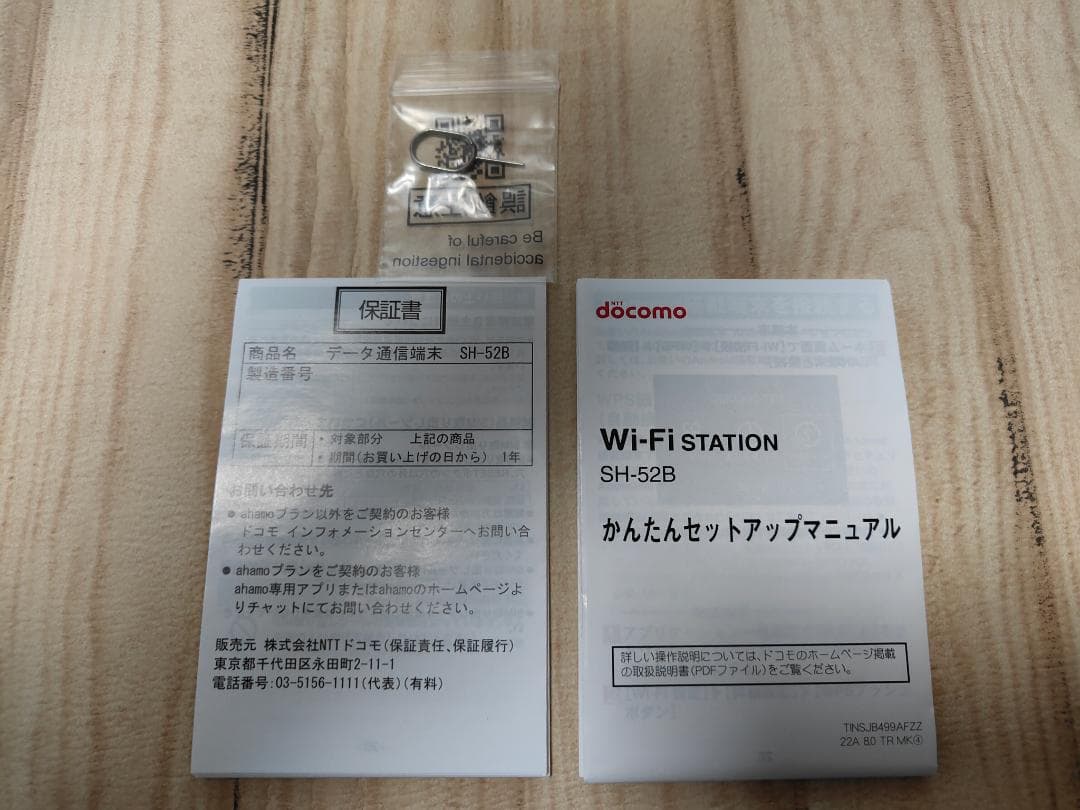 誤飲注意
Be careful of
accidental ingestion
保証書
商品名 データ通信端末 SH-52B
製造番号
保証期間 ・対象部分 上記の商品
・期間(お買い上げの日から) 1年
お問い合わせ先
● ahamoプラン以外をご契約のお客様
ドコモ インフォメーションセンターへお問い合
わせください。
● ahamoプランをご契約のお客様
ahamo専用アプリまたはahamoのホームページよ
りチャットにてお問い合わせください。
販売元 株式会社NTTドコモ(保証責任、保証履行)
東京都千代田区永田町2-11-1
電話番号:03-5156-1111(代表)(有料)
NTT
docomo
Wi-Fi STATION
SH-52B
かんたんセットアップマニュアル
詳しい操作説明については、ドコモのホームページ掲載
の取扱説明書(PDFファイル)をご覧ください。
TINSJB499AFZZ
22A 8.0 TR MK④